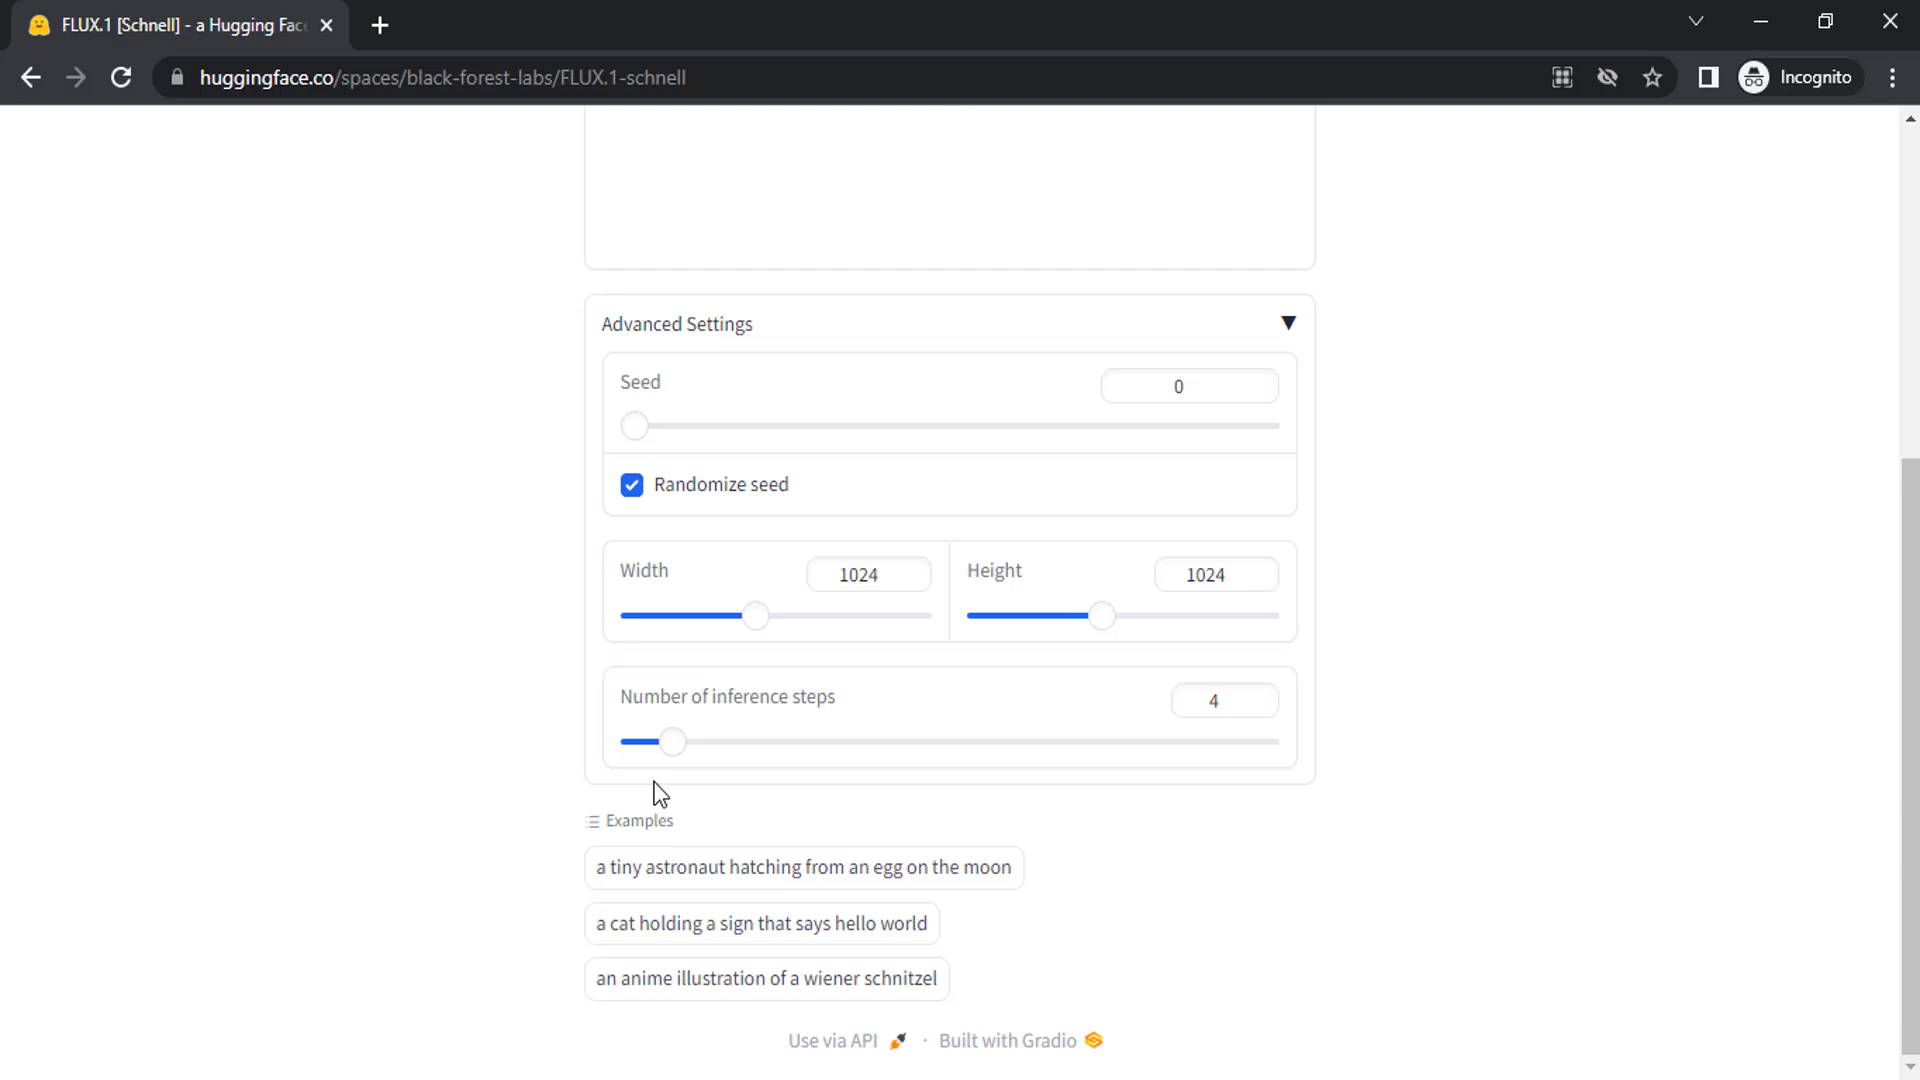 FLUX.1 [Schnell] - a Hugging Fac
huggingface.co/spaces/black-forest-labs/FLUX.1-schnell
Incognito
Advanced Settings
Seed
0
Randomize seed
Width
1024
Height
1024
Number of inference steps
4
Examples
a tiny astronaut hatching from an egg on the moon
a cat holding a sign that says hello world
an anime illustration of a wiener schnitzel
Use via API · Built with Gradio